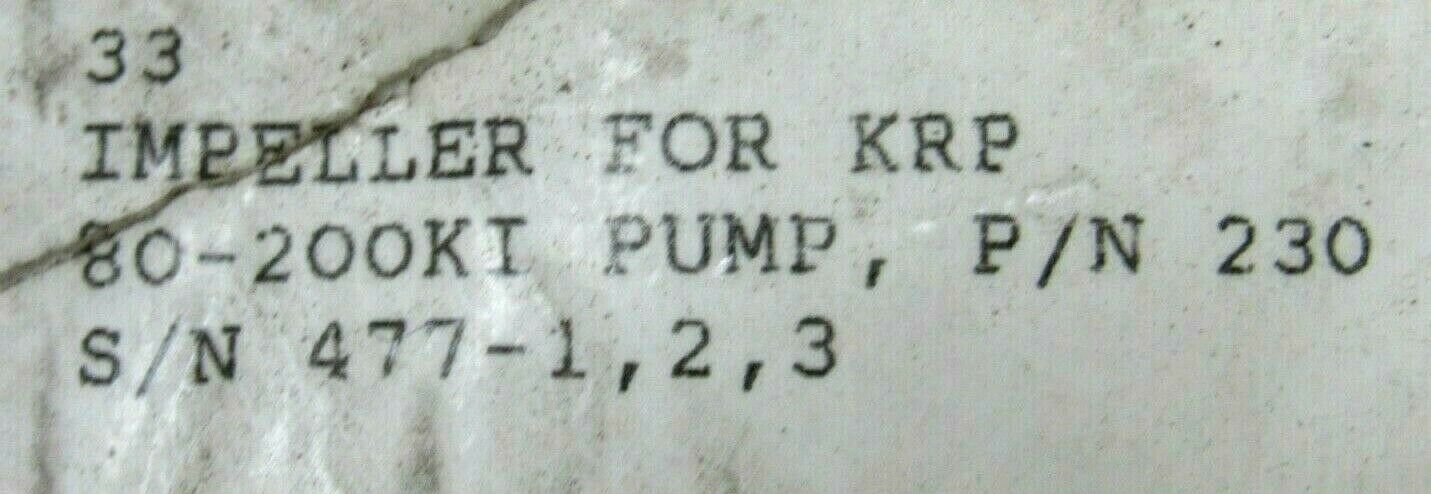 33
IMPELLER FOR KRP
80-200KI PUMP, P/N 230
S/N 477-1,2,3